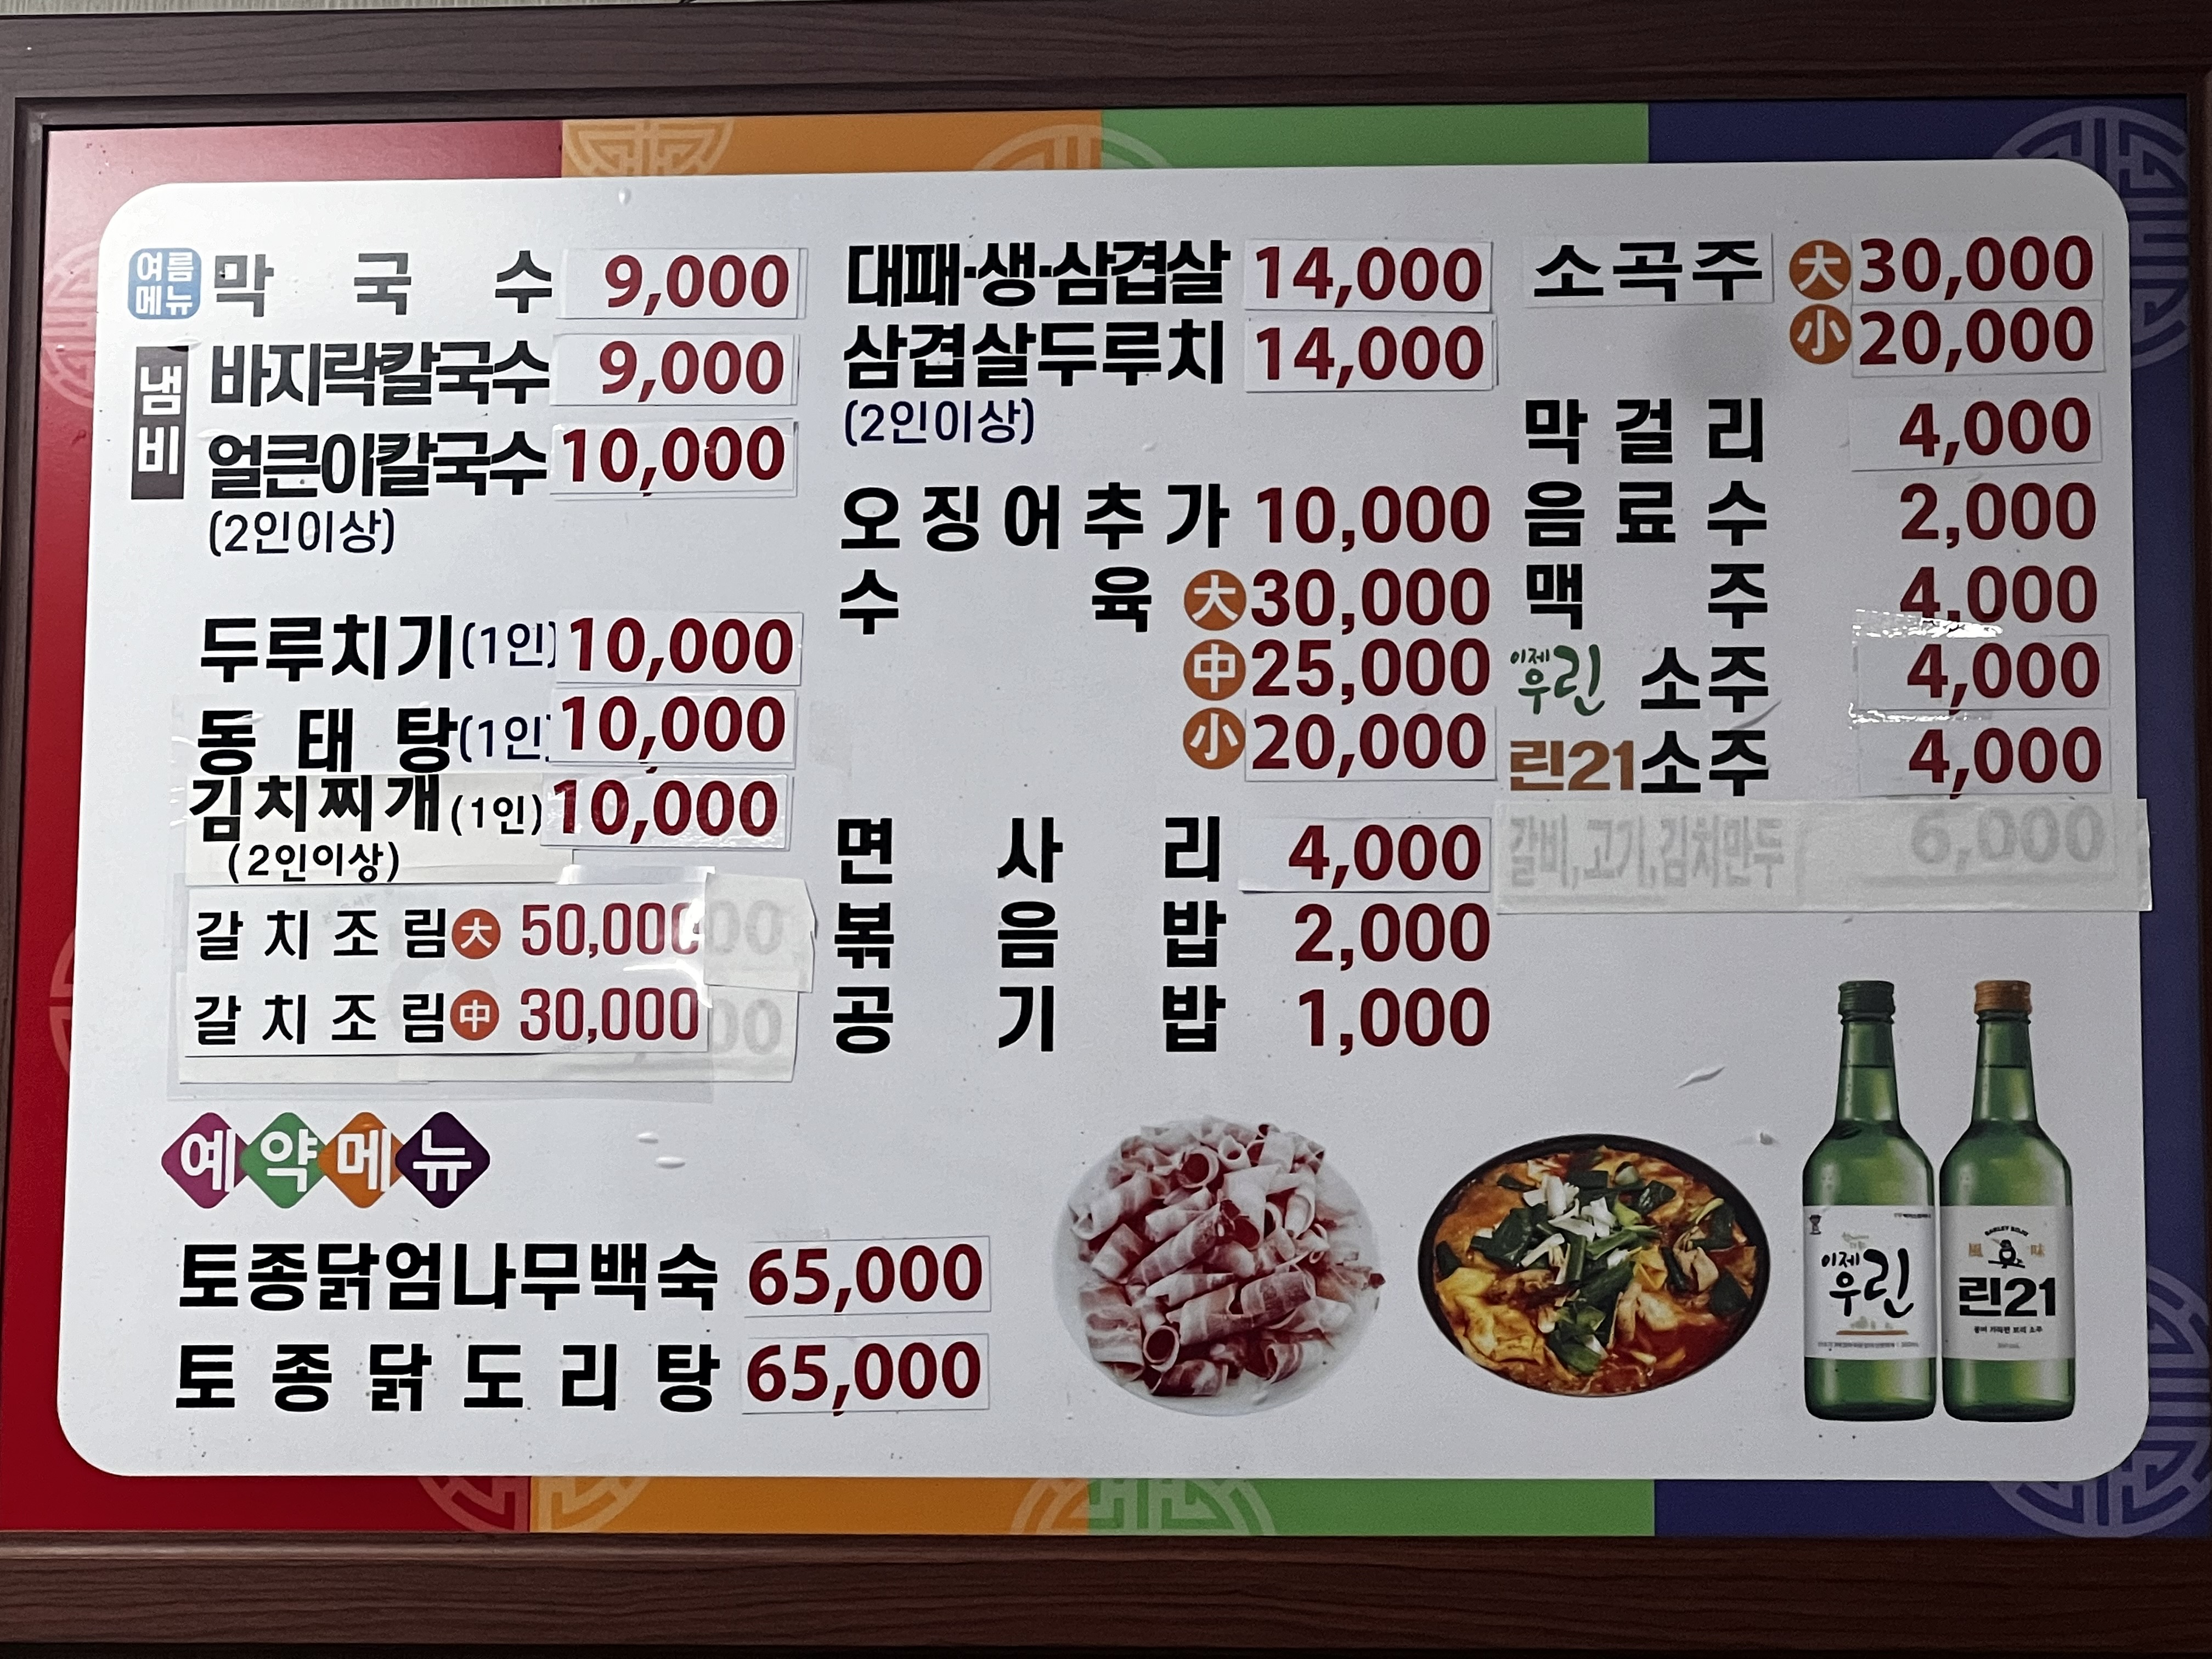 여름메뉴 막국수 9,000
냄비 바지락칼국수 9,000
얼큰이칼국수 10,000
(2인이상)
두루치기(1인) 10,000
동태탕(1인) 10,000
김치찌개(1인) 10,000
(2인이상)
갈치조림 大 50,000
갈치조림 中 30,000
예약메뉴
토종닭엄나무백숙 65,000
토종닭도리탕 65,000
대패·생·삼겹살 14,000
삼겹살두루치 14,000
(2인이상)
오징어추가 10,000
수육 大 30,000
中 25,000
小 20,000
면사리 4,000
볶음밥 2,000
공기밥 1,000
소곡주 大 30,000
小 20,000
막걸리 4,000
음료수 2,000
맥주 4,000
이제우린 소주 4,000
린21 소주 4,000
갈비,고기,김치만두 6,000
이제
우린
BARLEY SOJU
風味
린21